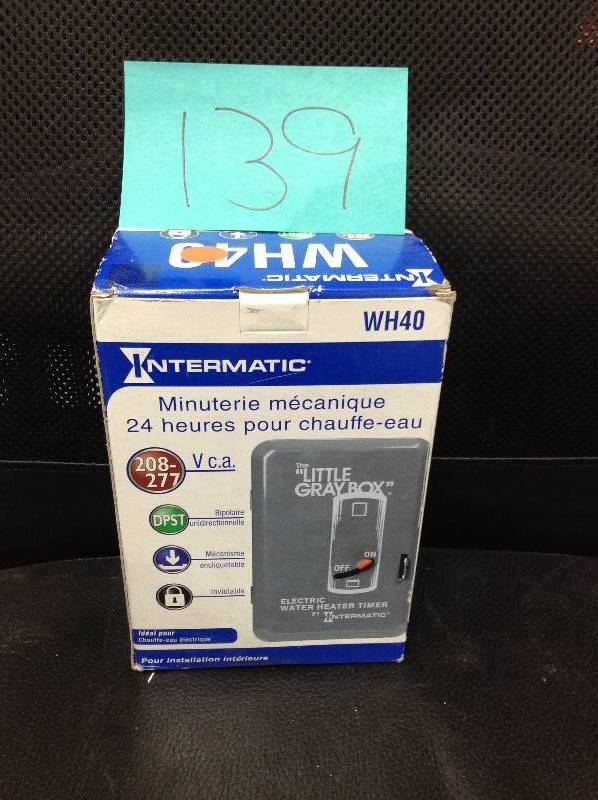 139
WH40
INTERMATIC
WH40
INTERMATIC
Minuterie mécanique
24 heures pour chauffe-eau
208-
277
V c.a.
DPST
Bipolaire
unidirectionnelle
Mécanisme
encliquetable
Inviolable
Idéal pour
Chauffe-eau électrique
Pour installation intérieure
The
"LITTLE
GRAY BOX"
ON
OFF
ELECTRIC
WATER HEATER TIMER
BY INTERMATIC